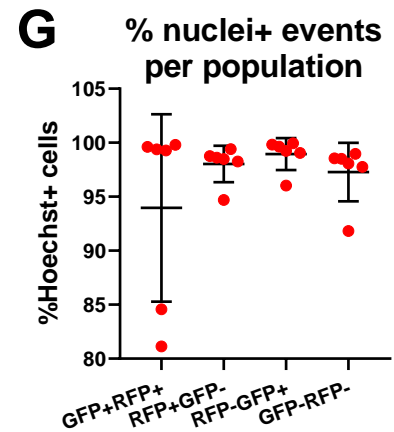 G
% nuclei+ events
per population
%Hoechst+ cells
105
100
95
90
85
80
GFP+RFP+
RFP+GFP-
RFP-GFP+
GFP-RFP-